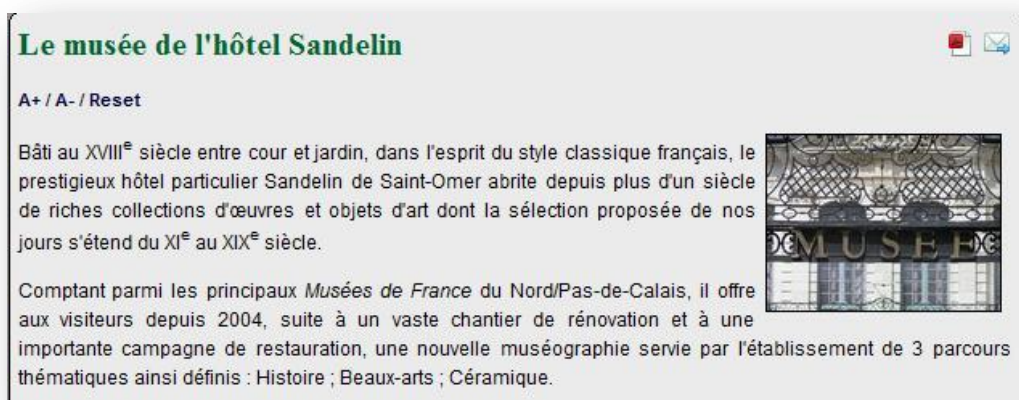 Le musée de l'hôtel Sandelin
A+ / A- / Reset
Bâti au XVIIIe siècle entre cour et jardin, dans l'esprit du style classique français, le
prestigieux hôtel particulier Sandelin de Saint-Omer abrite depuis plus d'un siècle
de riches collections d'œuvres et objets d'art dont la sélection proposée de nos
jours s'étend du XIe au XIXe siècle.
MUSEE
Comptant parmi les principaux Musées de France du Nord/Pas-de-Calais, il offre
aux visiteurs depuis 2004, suite à un vaste chantier de rénovation et à une
importante campagne de restauration, une nouvelle muséographie servie par l'établissement de 3 parcours
thématiques ainsi définis : Histoire ; Beaux-arts ; Céramique.